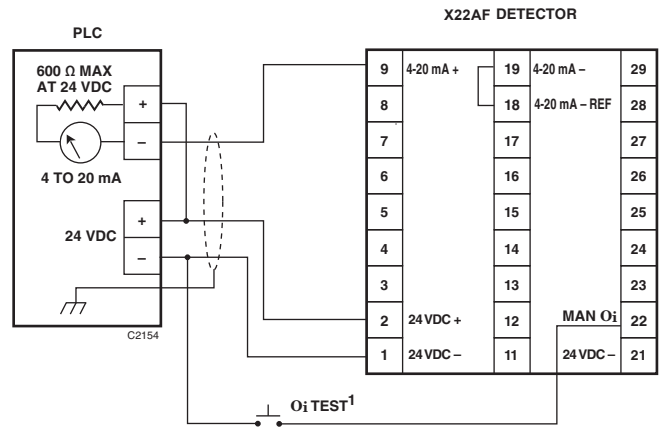 X22AF DETECTOR
PLC
600 Ω MAX
AT 24 VDC
+
–
4 TO 20 mA
24 VDC
+
–
C2154
9 4-20 mA + 19 4-20 mA – 29
8 18 4-20 mA – REF 28
7 17 27
6 16 26
5 15 25
4 14 24
3 13 23
2 24 VDC + 12 MAN Oi 22
1 24 VDC – 11 24 VDC – 21
Oi TEST1